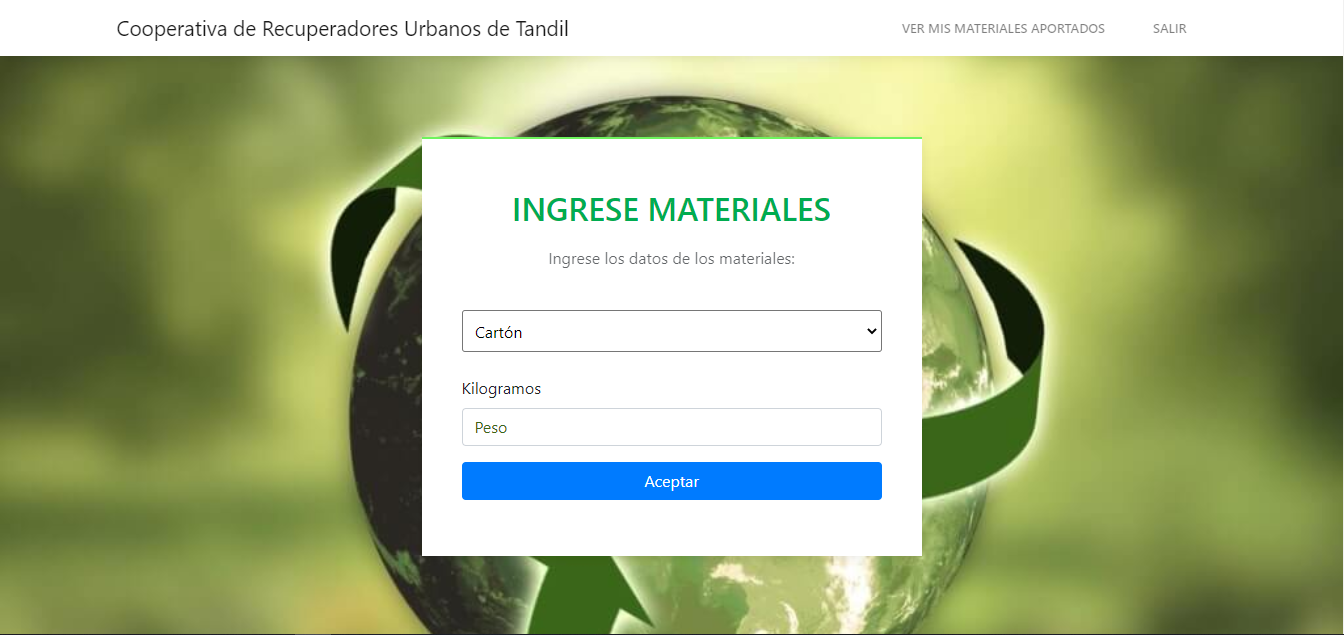 Cooperativa de Recuperadores Urbanos de Tandil
VER MIS MATERIALES APORTADOS
SALIR
INGRESE MATERIALES
Ingrese los datos de los materiales:
Cartón
Kilogramos
Peso
Aceptar